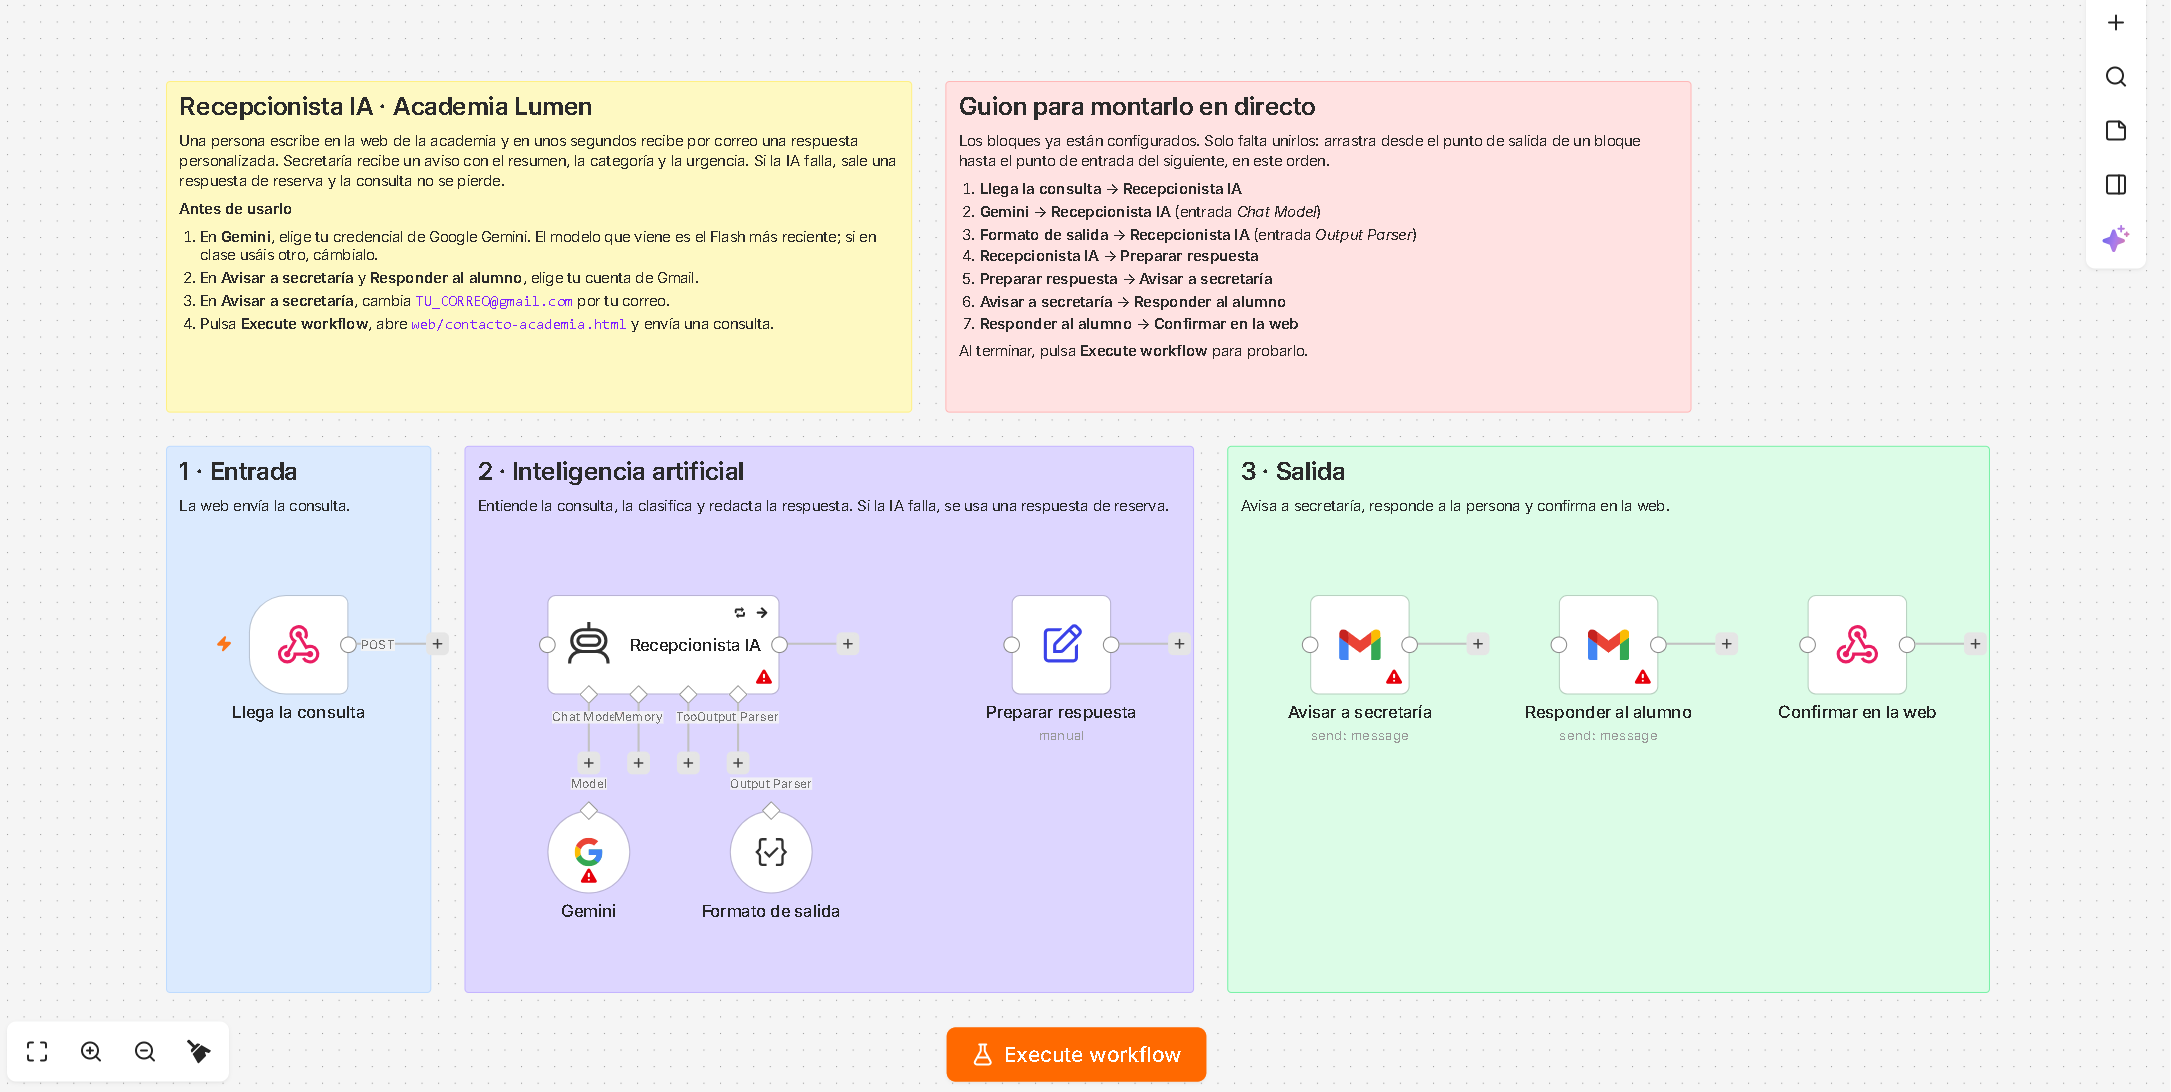 Recepcionista IA · Academia Lumen
Una persona escribe en la web de la academia y en unos segundos recibe por correo una respuesta
personalizada. Secretaría recibe un aviso con el resumen, la categoría y la urgencia. Si la IA falla, sale una
respuesta de reserva y la consulta no se pierde.
Antes de usarlo
1. En Gemini, elige tu credencial de Google Gemini. El modelo que viene es el Flash más reciente; si en
clase usáis otro, cámbialo.
2. En Avisar a secretaría y Responder al alumno, elige tu cuenta de Gmail.
3. En Avisar a secretaría, cambia TU_CORREO@gmail.com por tu correo.
4. Pulsa Execute workflow, abre web/contacto-academia.html y envía una consulta.
Guion para montarlo en directo
Los bloques ya están configurados. Solo falta unirlos: arrastra desde el punto de salida de un bloque
hasta el punto de entrada del siguiente, en este orden.
1. Llega la consulta → Recepcionista IA
2. Gemini → Recepcionista IA (entrada Chat Model)
3. Formato de salida → Recepcionista IA (entrada Output Parser)
4. Recepcionista IA → Preparar respuesta
5. Preparar respuesta → Avisar a secretaría
6. Avisar a secretaría → Responder al alumno
7. Responder al alumno → Confirmar en la web
Al terminar, pulsa Execute workflow para probarlo.
1 · Entrada
La web envía la consulta.
POST
Llega la consulta
2 · Inteligencia artificial
Entiende la consulta, la clasifica y redacta la respuesta. Si la IA falla, se usa una respuesta de reserva.
Recepcionista IA
Chat Mode Memory Too Output Parser
Model
Output Parser
Gemini
Formato de salida
Preparar respuesta
manual
3 · Salida
Avisa a secretaría, responde a la persona y confirma en la web.
Avisar a secretaría
send: message
Responder al alumno
send: message
Confirmar en la web
Execute workflow